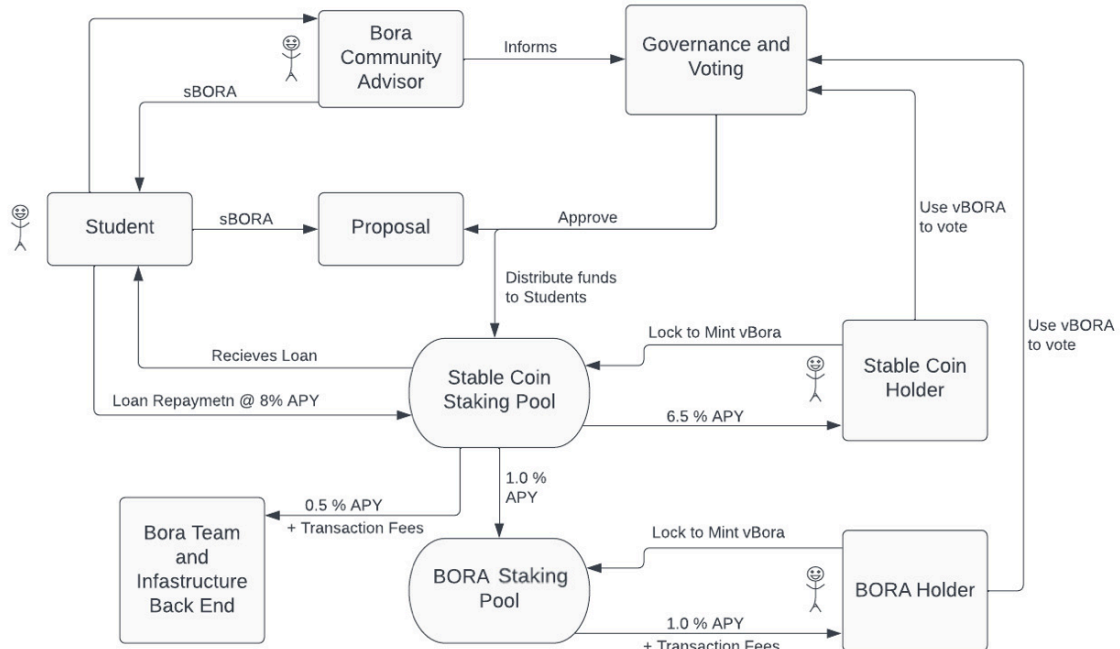 Bora
Community
Advisor
Informs
Governance and
Voting
sBORA
Student
sBORA
Proposal
Approve
Use vBORA
to vote
Distribute funds
to Students
Use vBORA
to vote
Lock to Mint vBora
Recieves Loan
Stable Coin
Staking Pool
Stable Coin
Holder
Loan Repaymetn @ 8% APY
6.5 % APY
1.0 %
APY
0.5 % APY
+ Transaction Fees
Bora Team
and
Infastructure
Back End
Lock to Mint vBora
BORA Staking
Pool
BORA Holder
1.0 % APY
+ Transaction Fees